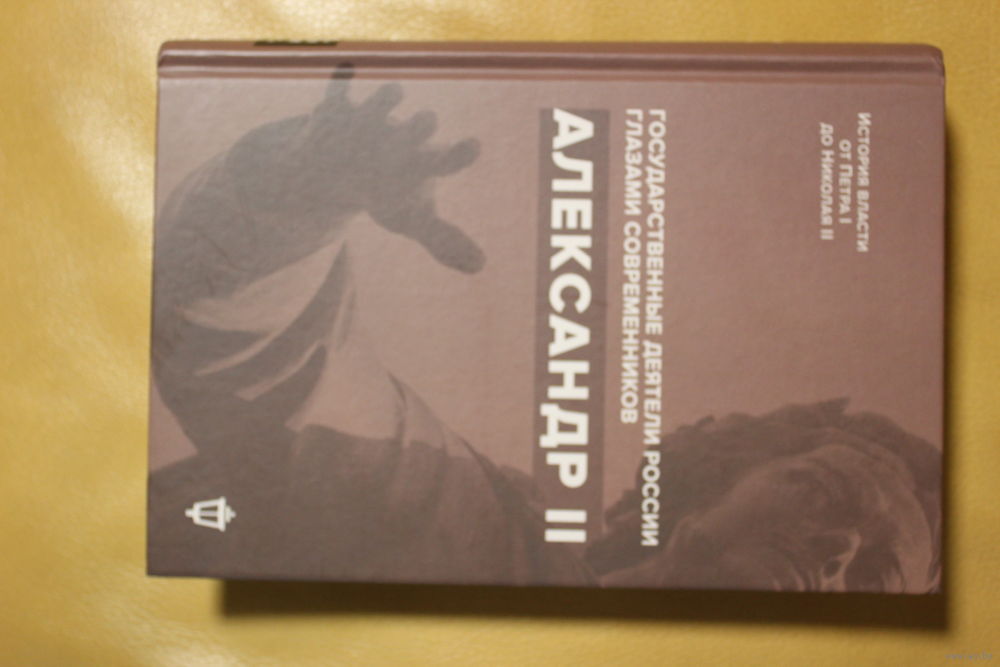 История власти
от Петра I
до Николая II
ГОСУДАРСТВЕННЫЕ ДЕЯТЕЛИ РОССИИ
ГЛАЗАМИ СОВРЕМЕННИКОВ
АЛЕКСАНДР II